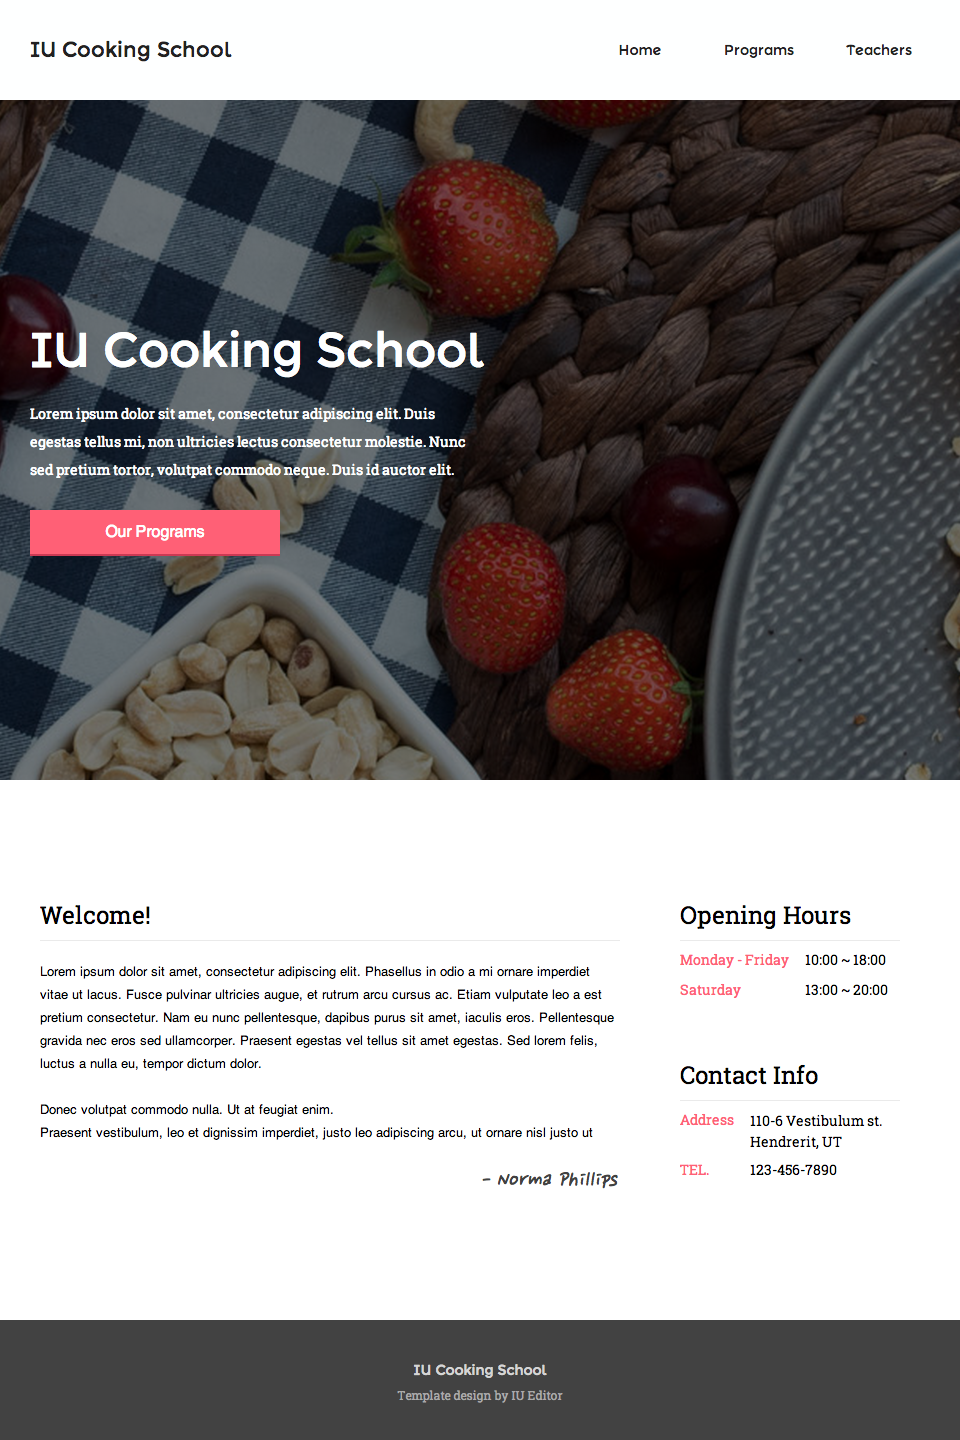 IU Cooking School
Home Programs Teachers
IU Cooking School
Lorem ipsum dolor sit amet, consectetur adipiscing elit. Duis
egestas tellus mi, non ultricies lectus consectetur molestie. Nunc
sed pretium tortor, volutpat commodo neque. Duis id auctor elit.
Our Programs
Welcome!
Lorem ipsum dolor sit amet, consectetur adipiscing elit. Phasellus in odio a mi ornare imperdiet
vitae ut lacus. Fusce pulvinar ultricies augue, et rutrum arcu cursus ac. Etiam vulputate leo a est
pretium consectetur. Nam eu nunc pellentesque, dapibus purus sit amet, iaculis eros. Pellentesque
gravida nec eros sed ullamcorper. Praesent egestas vel tellus sit amet egestas. Sed lorem felis,
luctus a nulla eu, tempor dictum dolor.
Donec volutpat commodo nulla. Ut at feugiat enim.
Praesent vestibulum, leo et dignissim imperdiet, justo leo adipiscing arcu, ut ornare nisl justo ut
- Norma Phillips
Opening Hours
Monday - Friday 10:00 ~ 18:00
Saturday 13:00 ~ 20:00
Contact Info
Address 110-6 Vestibulum st.
Hendrerit, UT
TEL. 123-456-7890
IU Cooking School
Template design by IU Editor